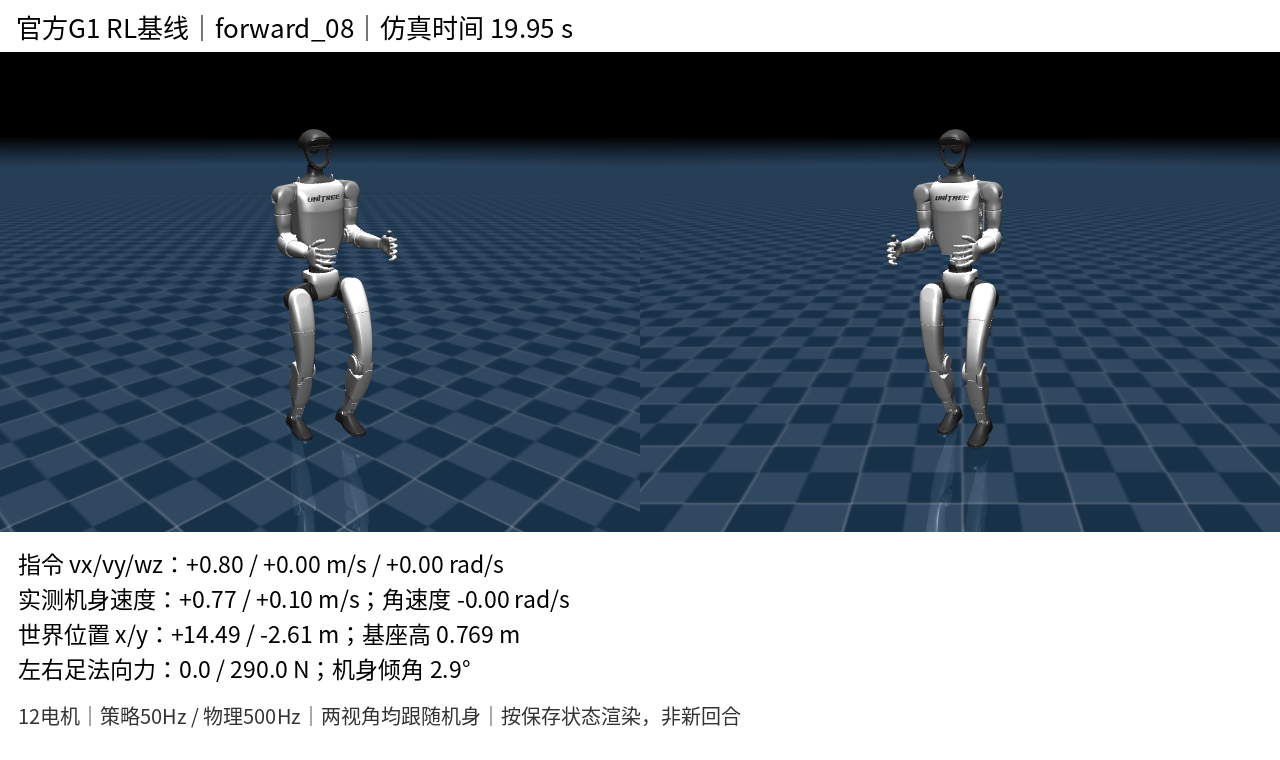 官方G1 RL基线｜forward_08｜仿真时间 19.95 s
UNITREE
UNITREE
指令 vx/vy/wz：+0.80 / +0.00 m/s / +0.00 rad/s
实测机身速度：+0.77 / +0.10 m/s；角速度 -0.00 rad/s
世界位置 x/y：+14.49 / -2.61 m；基座高 0.769 m
左右足法向力：0.0 / 290.0 N；机身倾角 2.9°
12电机｜策略50Hz / 物理500Hz｜两视角均跟随机身｜按保存状态渲染，非新回合